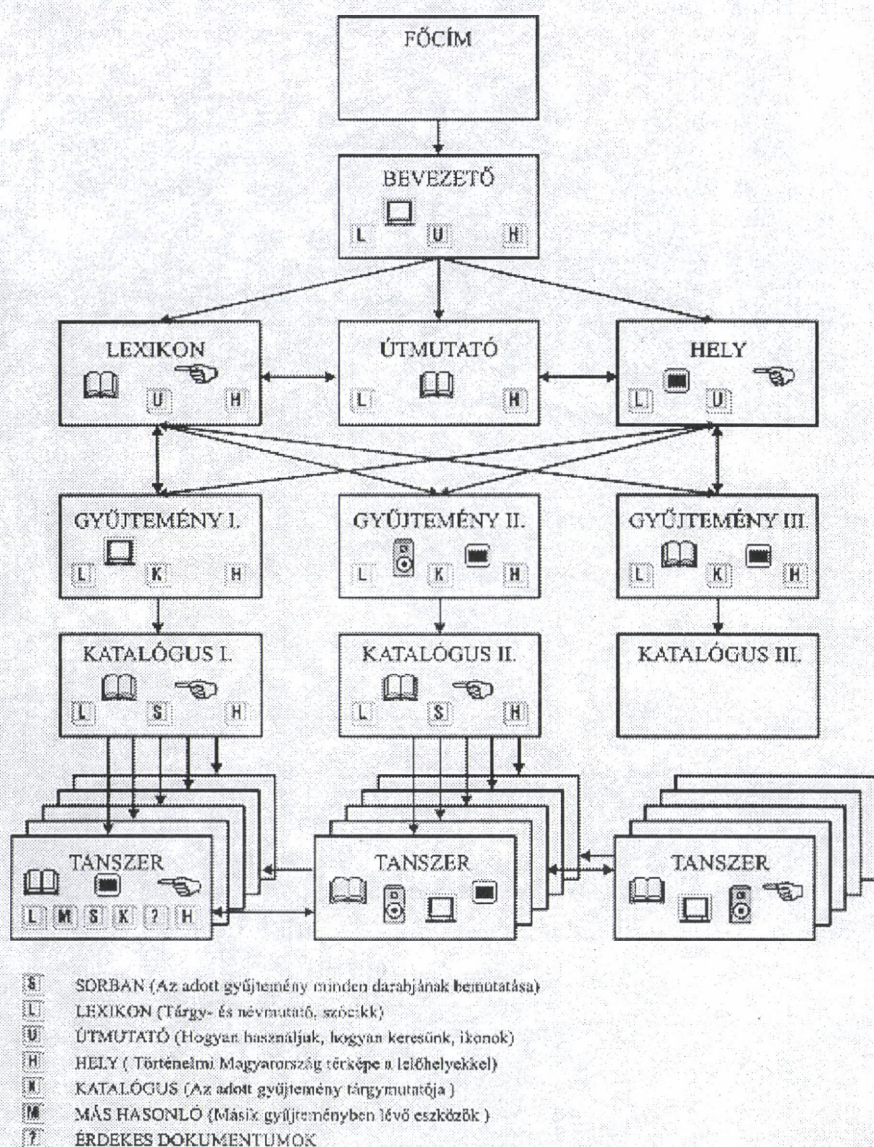 FŐCÍM
BEVEZETŐ
L U H
LEXIKON ÚTMUTATÓ HELY
U H L H L U
GYŰJTEMÉNY I. GYŰJTEMÉNY II. GYŰJTEMÉNY III.
L K H L K H L K H
KATALÓGUS I. KATALÓGUS II. KATALÓGUS III.
L S H L S H
TANSZER TANSZER TANSZER
L M S K ? H
S SORBAN (Az adott gyűjtemény minden darabjának bemutatása)
L LEXIKON (Tárgy- és névmutató, szócikk)
U ÚTMUTATÓ (Hogyan használjuk, hogyan keresünk, ikonok)
H HELY ( Történelmi Magyarország térképe a lelőhelyekkel)
K KATALÓGUS (Az adott gyűjtemény tárgymutatója )
M MÁS HASONLÓ (Másik gyűjteményben lévő eszközök )
? ÉRDEKES DOKUMENTUMOK